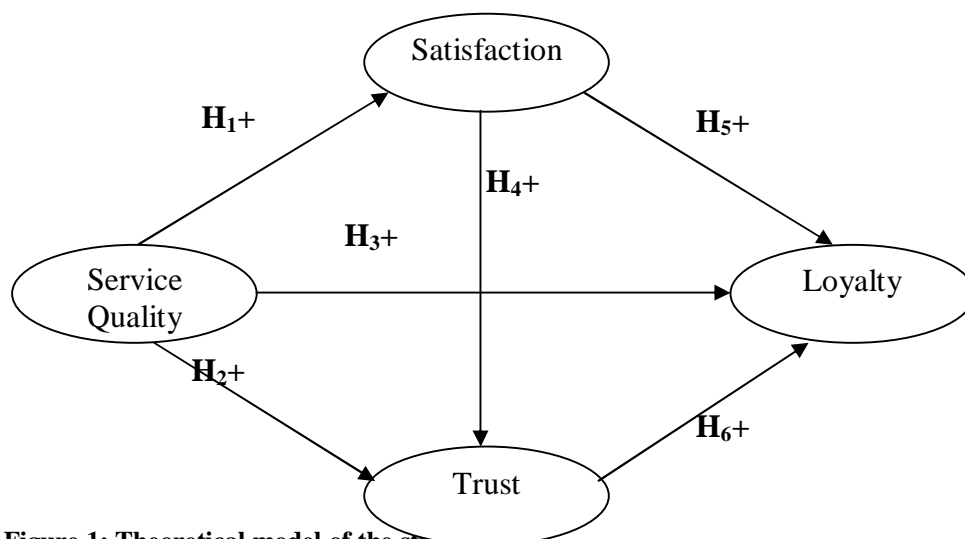 Satisfaction
H₁+
H₅+
H₄+
H₃+
Service
Quality
Loyalty
H₂+
H₆+
Trust
Figure 1: Theoretical model of the